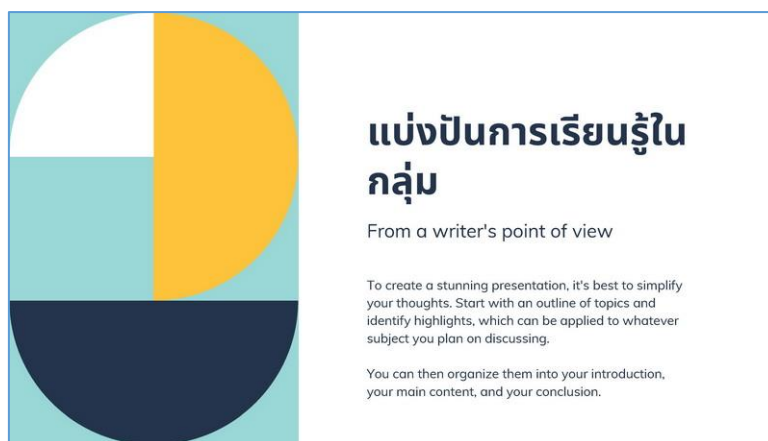 แบ่งปันการเรียนรู้ใน
กลุ่ม
From a writer's point of view
To create a stunning presentation, it's best to simplify
your thoughts. Start with an outline of topics and
identify highlights, which can be applied to whatever
subject you plan on discussing.
You can then organize them into your introduction,
your main content, and your conclusion.